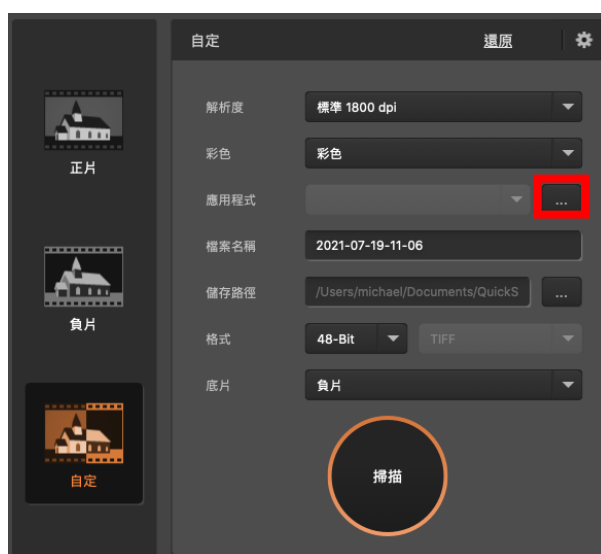 自定 還原
正片
負片
自定
解析度 標準 1800 dpi
彩色 彩色
應用程式 ...
檔案名稱 2021-07-19-11-06
儲存路徑 /Users/michael/Documents/QuickS ...
格式 48-Bit TIFF
底片 負片
掃描